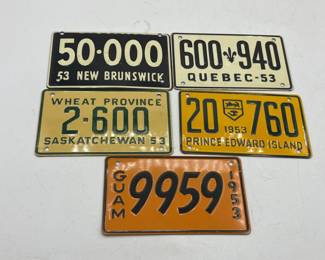 50·000
53 NEW BRUNSWICK
600⚜940
QUEBEC-53
WHEAT PROVINCE
2-600
SASKATCHEWAN 53
20 760
1953
PRINCE EDWARD ISLAND
GUAM 9959 1953